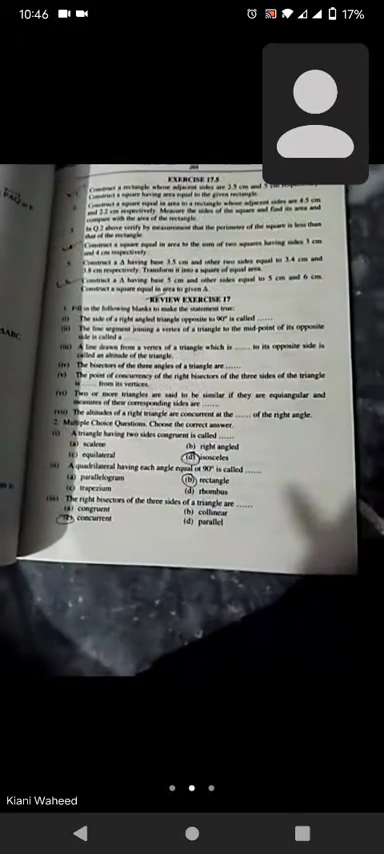 10:46
17%
EXERCISE 17.5
Construct a rectangle whose adjacent sides are 2.5 cm and 5 cm
Construct a square having area equal to the given rectangle.
Construct a square equal in area to a rectangle whose adjacent sides are 4.5 cm
and 2.2 cm respectively. Measure the sides of the square and find its area and
compare with the area of the rectangle.
In Q.2 above verify by measurement that the perimeter of the square is less than
that of the rectangle.
Construct a square equal in area to the sum of two squares having sides 3 cm
and 4 cm respectively.
Construct a Δ having base 3.5 cm and other two sides equal to 3.4 cm and
3.8 cm respectively. Transform it into a square of equal area.
Construct a Δ having base 5 cm and other sides equal to 5 cm and 6 cm.
Construct a square equal in area to given Δ.
REVIEW EXERCISE 17
1. Fill in the following blanks to make the statement true:
(i) The side of a right angled triangle opposite to 90° is called ......
(ii) The line segment joining a vertex of a triangle to the mid-point of its opposite
side is called a
(iii) A line drawn from a vertex of a triangle which is ...... to its opposite side is
called an altitude of the triangle.
(iv) The bisectors of the three angles of a triangle are ......
(v) The point of concurrency of the right bisectors of the three sides of the triangle
is ...... from its vertices.
(vi) Two or more triangles are said to be similar if they are equiangular and
measures of their corresponding sides are ......
(vii) The altitudes of a right triangle are concurrent at the ...... of the right angle.
2. Multiple Choice Questions. Choose the correct answer.
(i) A triangle having two sides congruent is called ......
(a) scalene (b) right angled
(c) equilateral (d) isosceles
(ii) A quadrilateral having each angle equal to 90° is called ......
(a) parallelogram (b) rectangle
(c) trapezium (d) rhombus
(iii) The right bisectors of the three sides of a triangle are ......
(a) congruent (b) collinear
(c) concurrent (d) parallel
Kiani Waheed